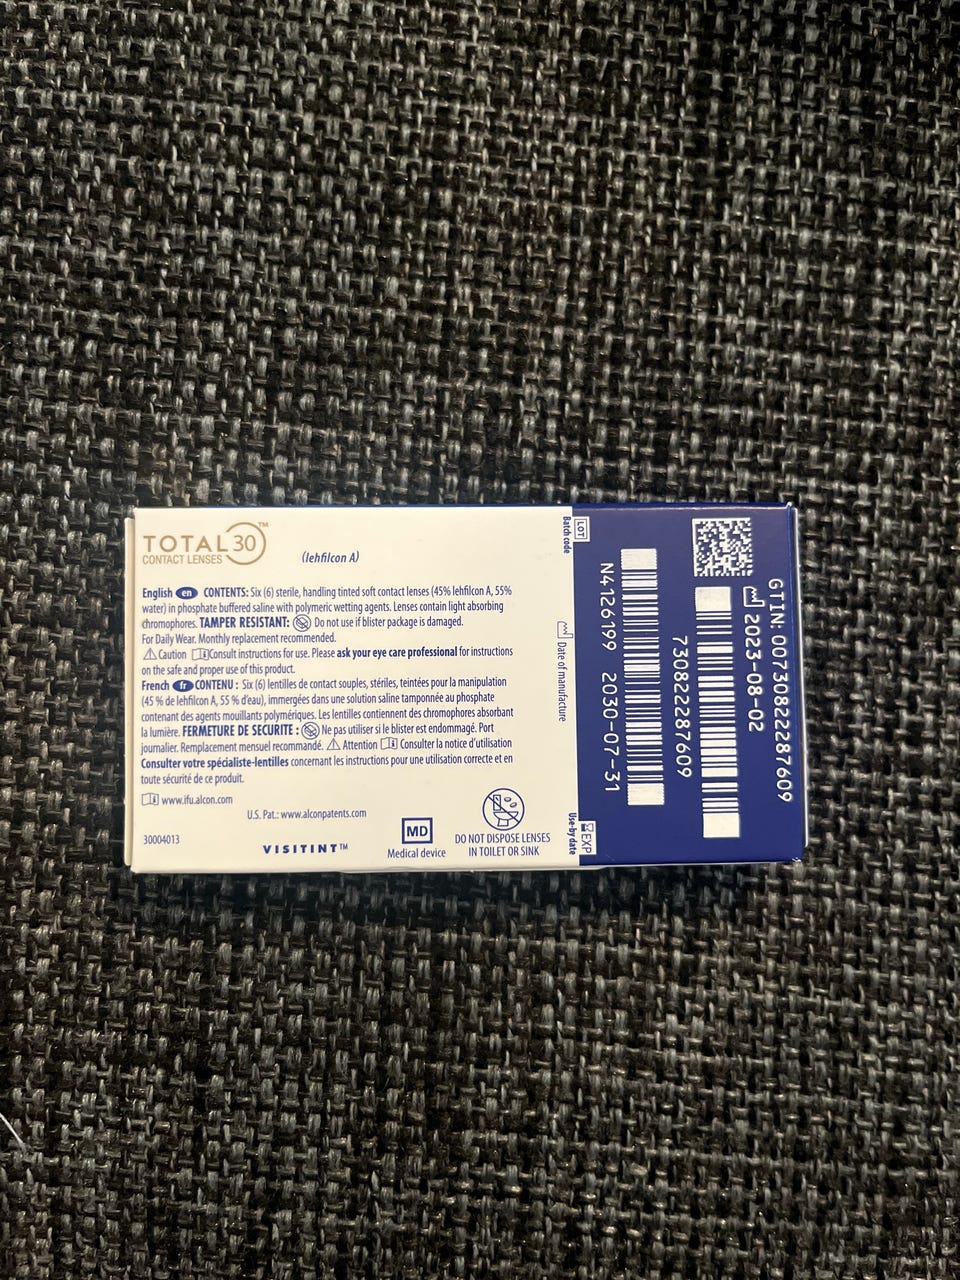 TOTAL 30™
CONTACT LENSES
(lehfilcon A)
English en CONTENTS: Six (6) sterile, handling tinted soft contact lenses (45% lehfilcon A, 55%
water) in phosphate buffered saline with polymeric wetting agents. Lenses contain light absorbing
chromophores. TAMPER RESISTANT: Do not use if blister package is damaged.
For Daily Wear. Monthly replacement recommended.
Caution Consult instructions for use. Please ask your eye care professional for instructions
on the safe and proper use of this product.
French fr CONTENU : Six (6) lentilles de contact souples, stériles, teintées pour la manipulation
(45 % de lehfilcon A, 55 % d'eau), immergées dans une solution saline tamponnée au phosphate
contenant des agents mouillants polymériques. Les lentilles contiennent des chromophores absorbant
la lumière. FERMETURE DE SECURITE : Ne pas utiliser si le blister est endommagé. Port
journalier. Remplacement mensuel recommandé. Attention Consulter la notice d'utilisation
Consulter votre spécialiste-lentilles concernant les instructions pour une utilisation correcte et en
toute sécurité de ce produit.
www.ifu.alcon.com
U.S. Pat.: www.alconpatents.com
30004013
VISITINT™
MD
Medical device
DO NOT DISPOSE LENSES
IN TOILET OR SINK
LOT
Batch code
Date of manufacture
EXP
Use-by date
GTIN: 00730822287609
2023-08-02
730822287609
N4126199 2030-07-31